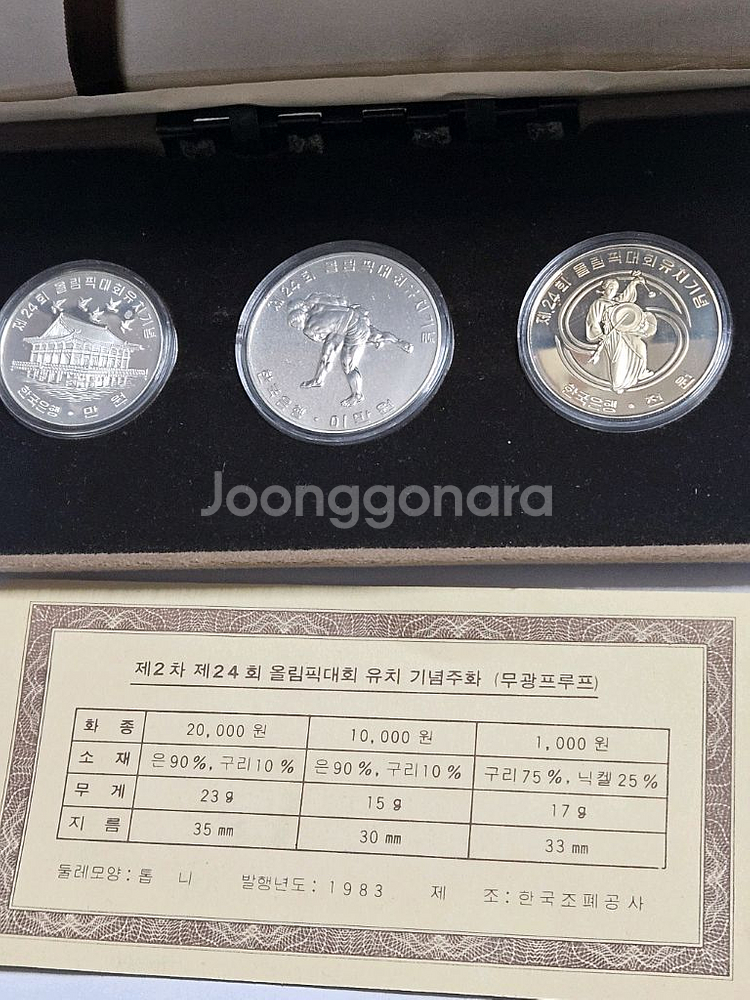 제24회 올림픽대회유치기념
한국은행·만원
제24회 올림픽대회유치기념
한국은행·이만원
제24회 올림픽대회유치기념
한국은행·천원
Joonggonara
제2차 제24회 올림픽대회 유치 기념주화 (무광프루프)
화 종 20,000 원 10,000 원 1,000 원
소 재 은90%, 구리10% 은90%, 구리10% 구리75%, 닉켈25%
무 게 23g 15g 17g
지 름 35mm 30mm 33mm
둘레모양: 톱 니 발행년도: 1983 제 조: 한국조폐공사